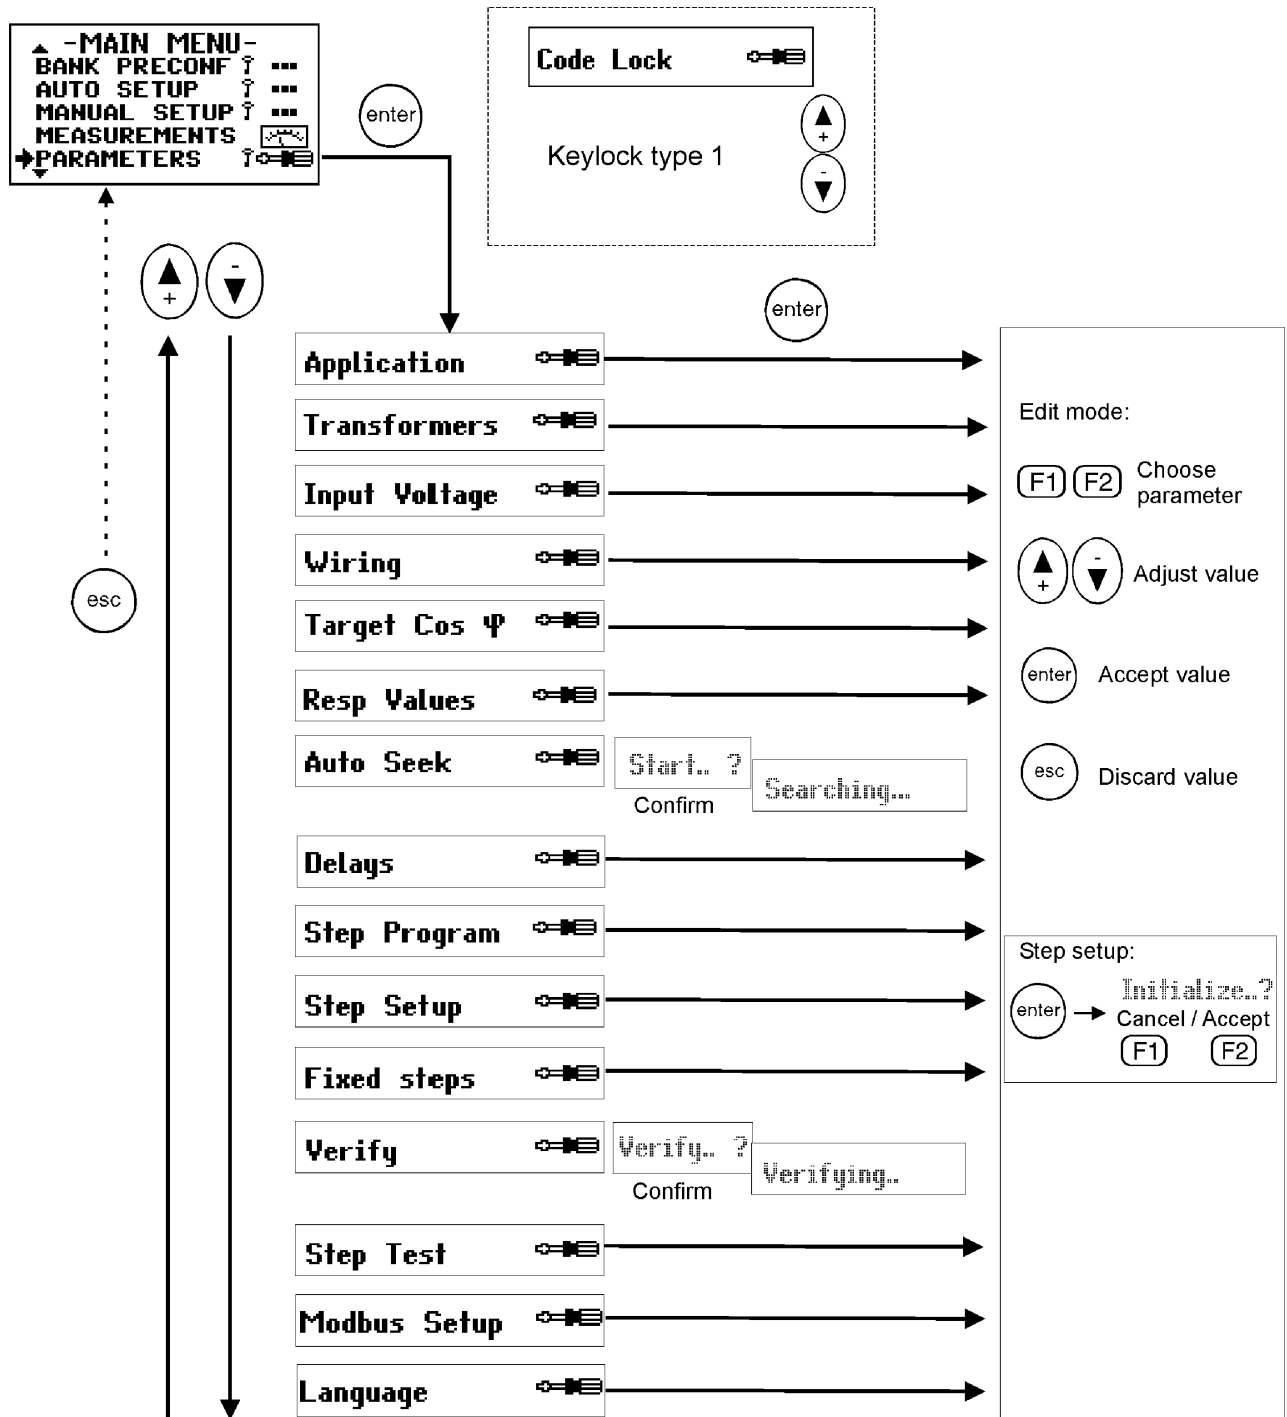 -MAIN MENU-
BANK PRECONF
AUTO SETUP
MANUAL SETUP
MEASUREMENTS
PARAMETERS
enter
Code Lock
Keylock type 1
+
-
+
-
esc
enter
Application
Transformers
Input Voltage
Wiring
Target Cos φ
Resp Values
Auto Seek
Start.. ?
Confirm
Searching...
Delays
Step Program
Step Setup
Fixed steps
Verify
Verify.. ?
Confirm
Verifying..
Step Test
Modbus Setup
Language
Edit mode:
F1 F2 Choose
parameter
+ - Adjust value
enter Accept value
esc Discard value
Step setup:
enter Initialize..?
Cancel / Accept
F1 F2